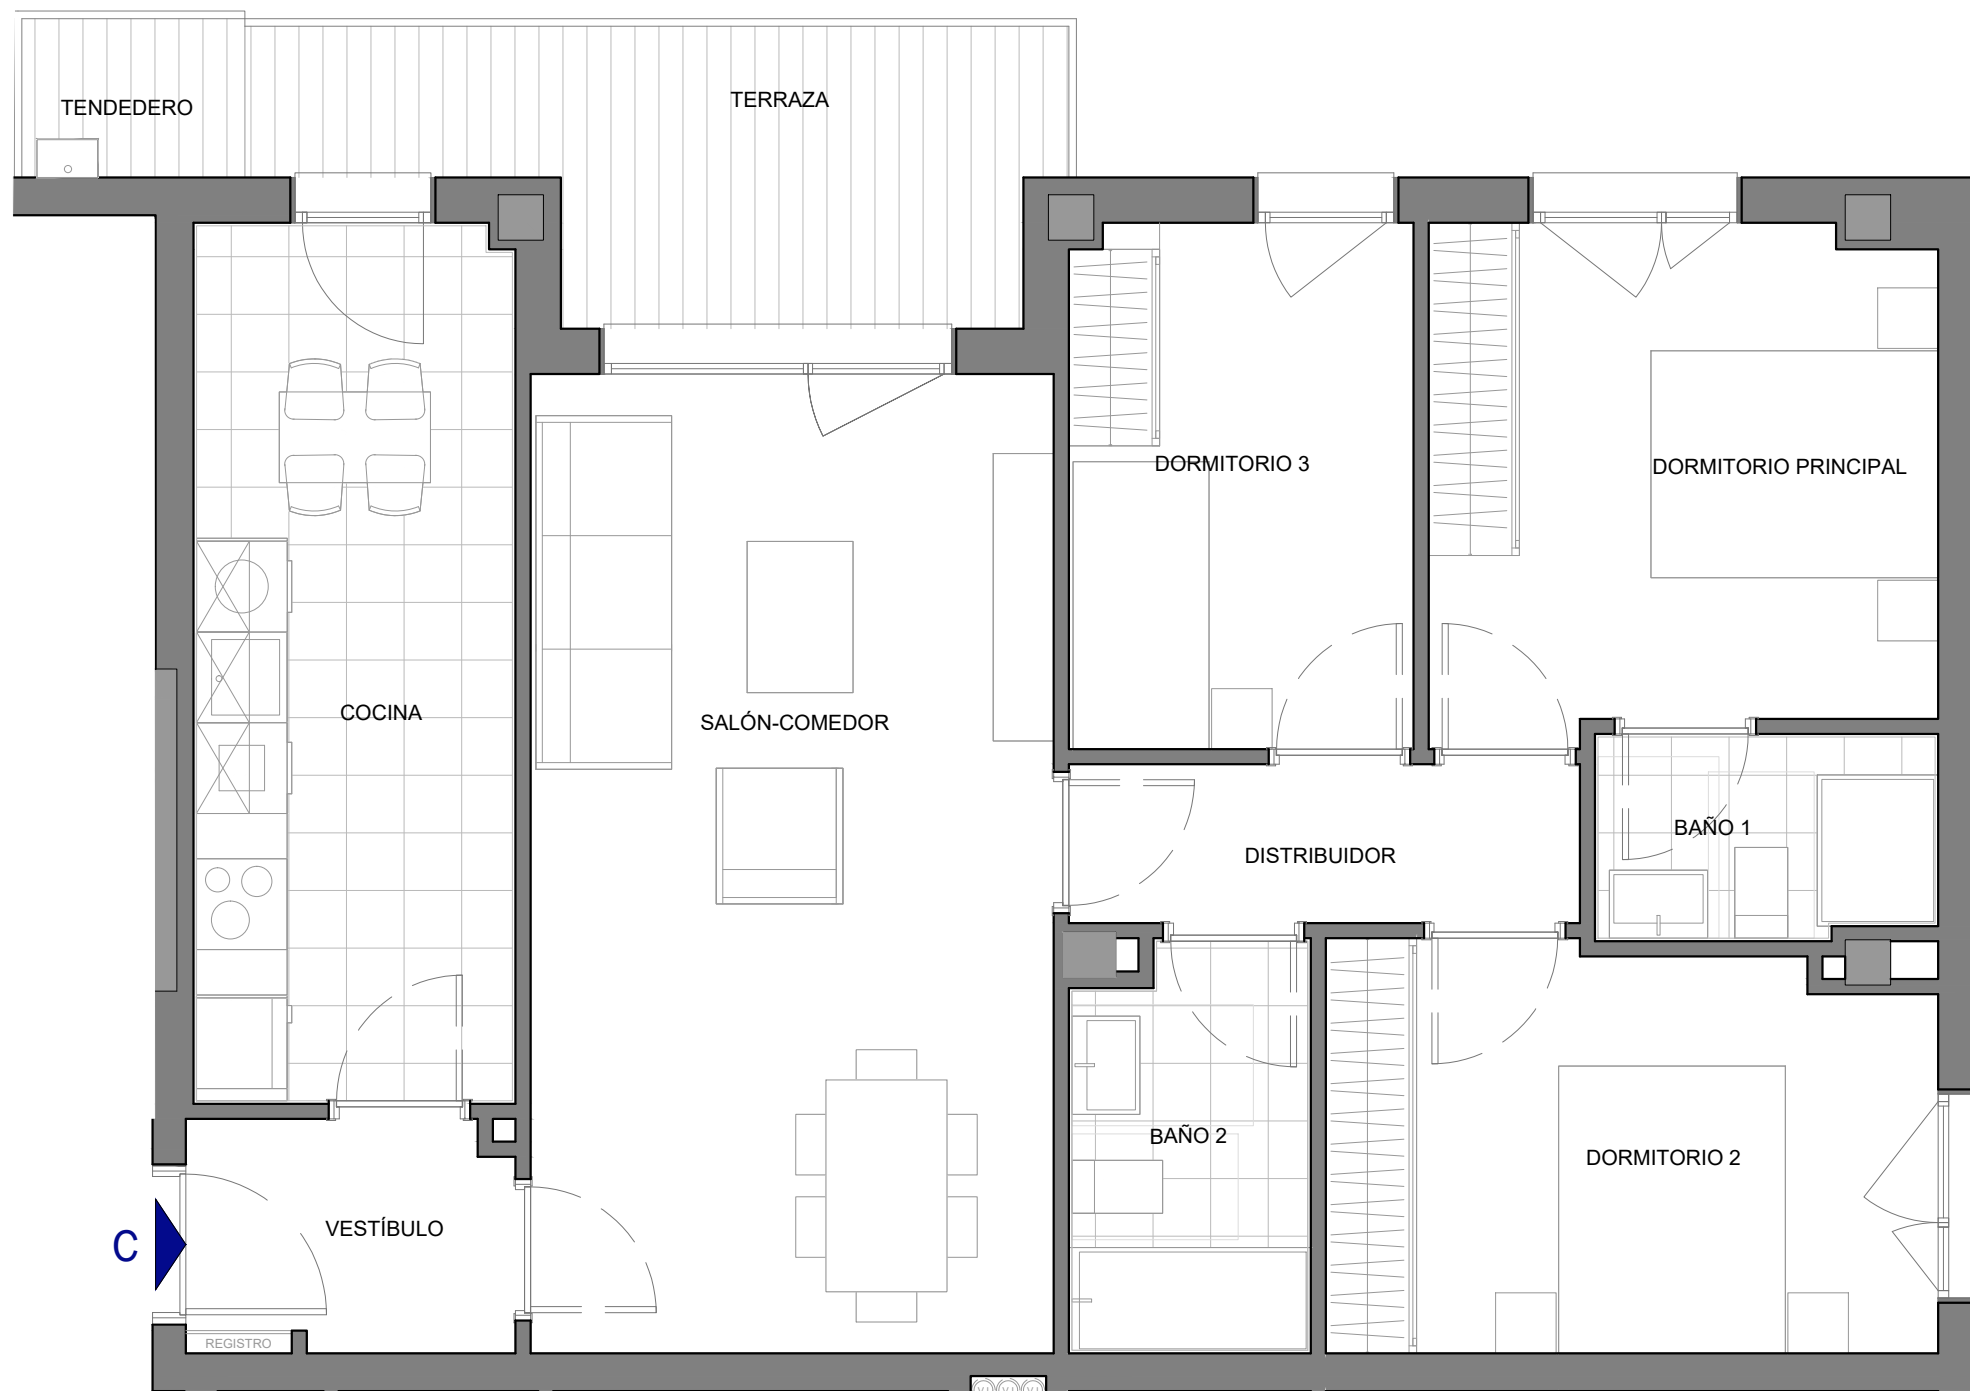 TENDEDERO
TERRAZA
DORMITORIO 3
DORMITORIO PRINCIPAL
COCINA
SALÓN-COMEDOR
BAÑO 1
DISTRIBUIDOR
BAÑO 2
DORMITORIO 2
VESTÍBULO
C
REGISTRO